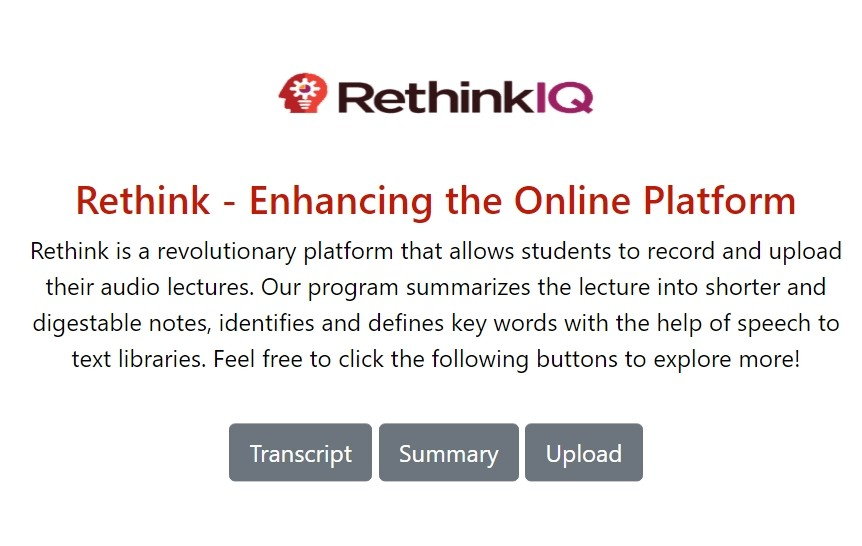 RethinkIQ
Rethink - Enhancing the Online Platform
Rethink is a revolutionary platform that allows students to record and upload
their audio lectures. Our program summarizes the lecture into shorter and
digestable notes, identifies and defines key words with the help of speech to
text libraries. Feel free to click the following buttons to explore more!
Transcript Summary Upload